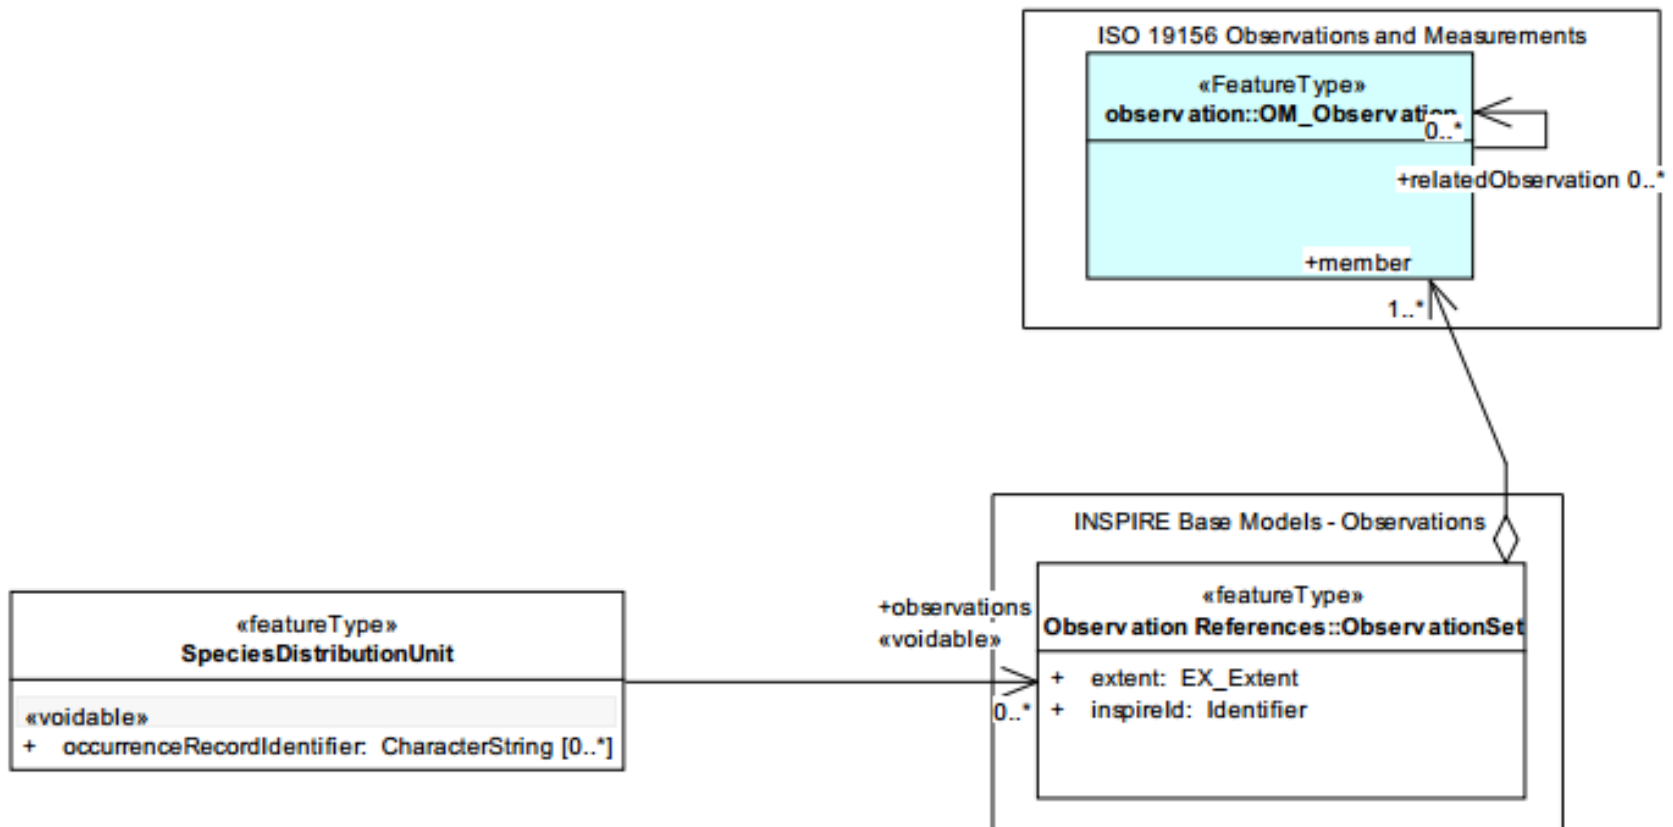 ISO 19156 Observations and Measurements
«FeatureType»
observation::OM_Observation
0..*
+relatedObservation 0..*
+member
1..*
INSPIRE Base Models - Observations
«featureType»
Observation References::ObservationSet
+ extent: EX_Extent
+ inspireId: Identifier
+observations
«voidable»
0..*
«featureType»
SpeciesDistributionUnit
«voidable»
+ occurrenceRecordIdentifier: CharacterString [0..*]